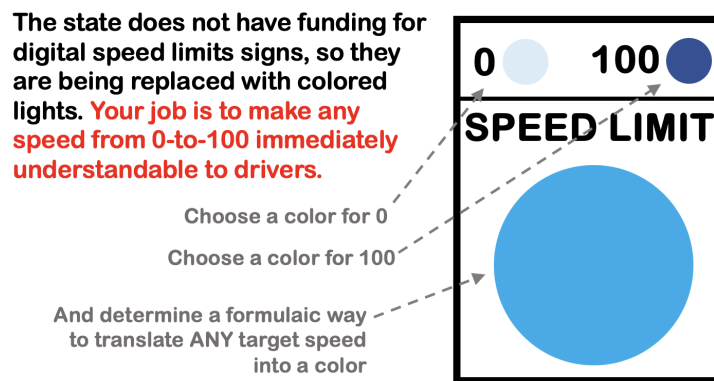 The state does not have funding for
digital speed limits signs, so they
are being replaced with colored
lights. Your job is to make any
speed from 0-to-100 immediately
understandable to drivers.
Choose a color for 0
Choose a color for 100
And determine a formulaic way
to translate ANY target speed
into a color
0 100
SPEED LIMIT